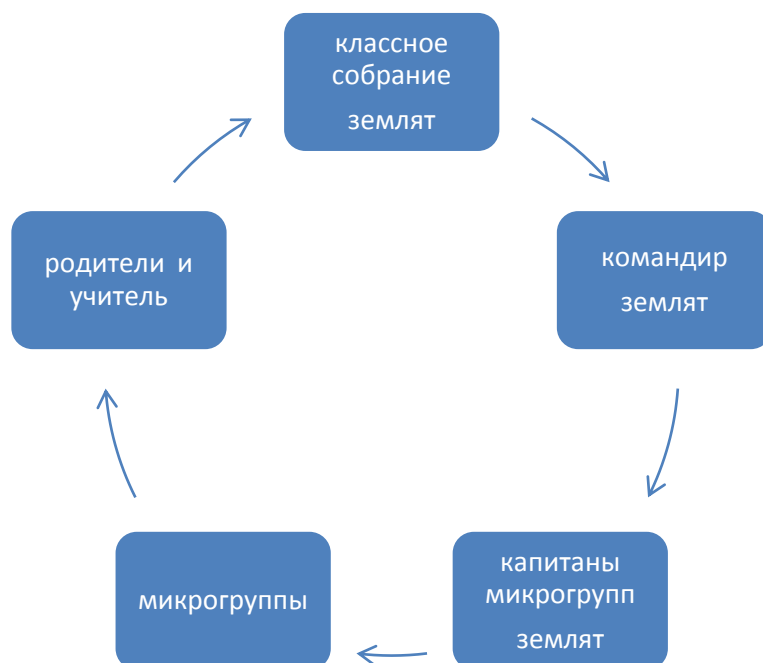 классное
собрание
землят
командир
землят
капитаны
микрогрупп
землят
микрогруппы
родители и
учитель